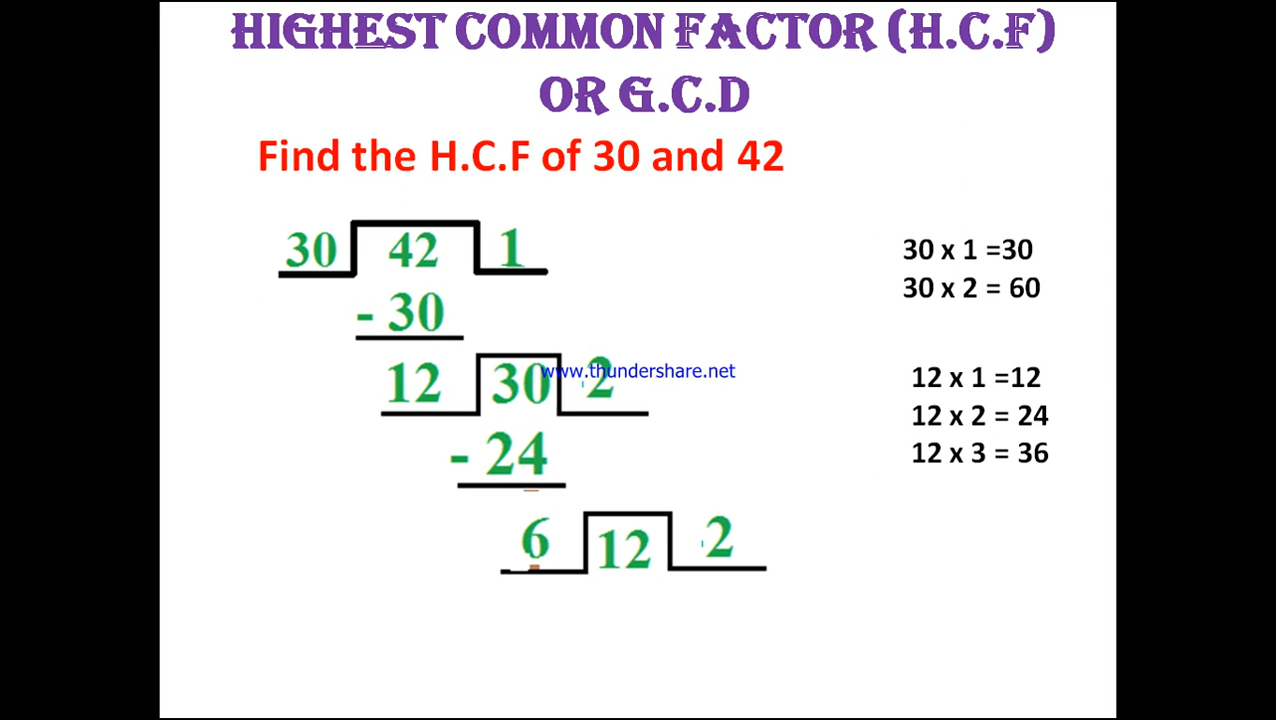 HIGHEST COMMON FACTOR (H.C.F)
OR G.C.D
Find the H.C.F of 30 and 42
30 42 1
- 30
12 30 2
www.thundershare.net
- 24
6 12 2
30 x 1 =30
30 x 2 = 60
12 x 1 =12
12 x 2 = 24
12 x 3 = 36